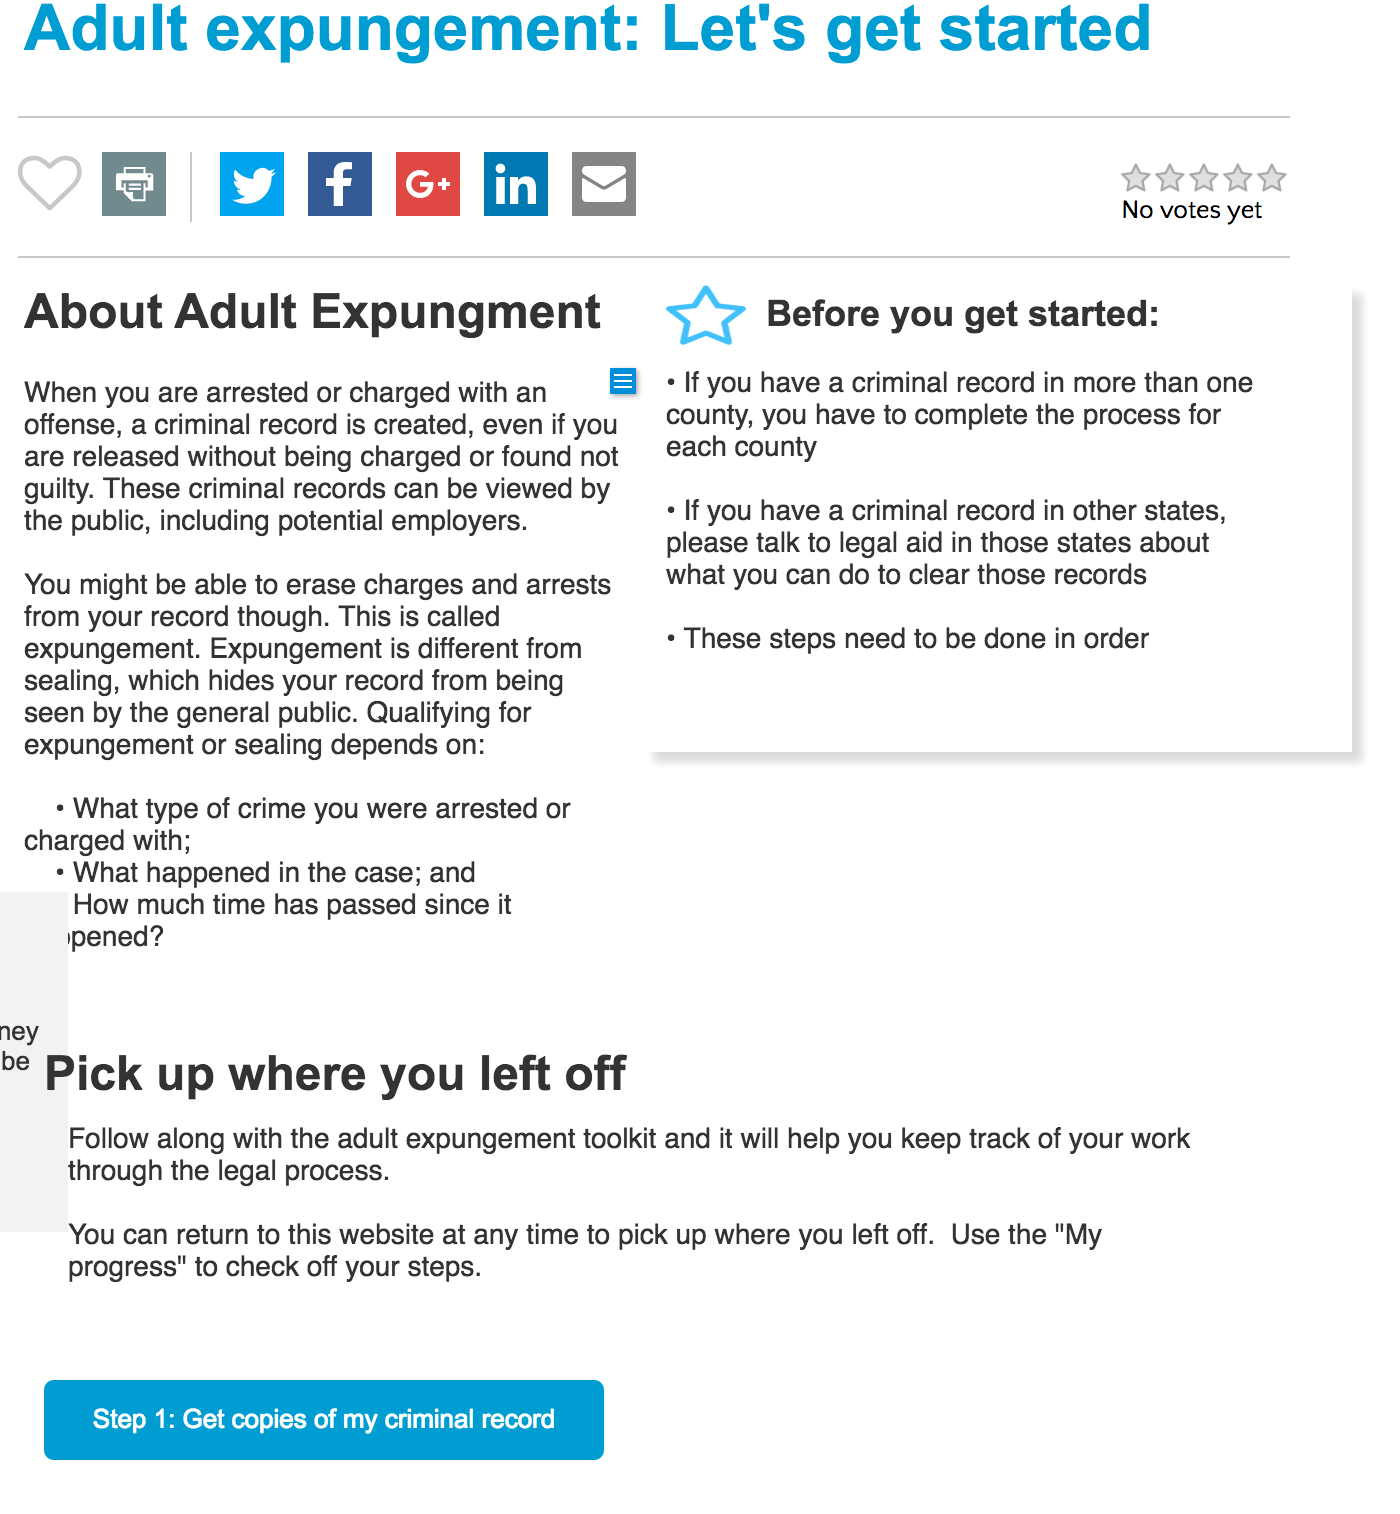 Adult expungement: Let's get started
G+
in
No votes yet
About Adult Expungment
When you are arrested or charged with an
offense, a criminal record is created, even if you
are released without being charged or found not
guilty. These criminal records can be viewed by
the public, including potential employers.
You might be able to erase charges and arrests
from your record though. This is called
expungement. Expungement is different from
sealing, which hides your record from being
seen by the general public. Qualifying for
expungement or sealing depends on:
• What type of crime you were arrested or
charged with;
• What happened in the case; and
How much time has passed since it
pened?
Before you get started:
• If you have a criminal record in more than one
county, you have to complete the process for
each county
• If you have a criminal record in other states,
please talk to legal aid in those states about
what you can do to clear those records
• These steps need to be done in order
ney
be
Pick up where you left off
Follow along with the adult expungement toolkit and it will help you keep track of your work
through the legal process.
You can return to this website at any time to pick up where you left off.  Use the "My
progress" to check off your steps.
Step 1: Get copies of my criminal record